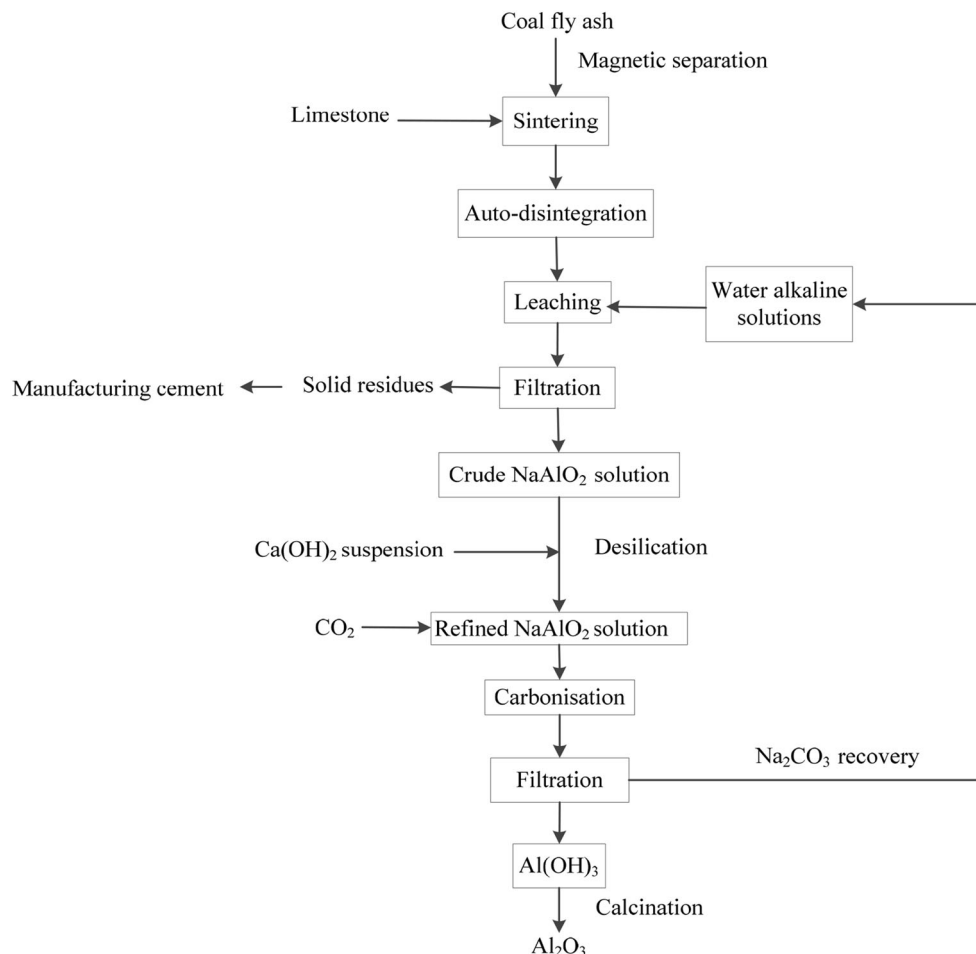 Coal fly ash
Magnetic separation
Limestone
Sintering
Auto-disintegration
Leaching
Water alkaline
solutions
Manufacturing cement
Solid residues
Filtration
Crude NaAlO₂ solution
Ca(OH)₂ suspension
Desilication
CO₂
Refined NaAlO₂ solution
Carbonisation
Filtration
Na₂CO₃ recovery
Al(OH)₃
Calcination
Al₂O₃